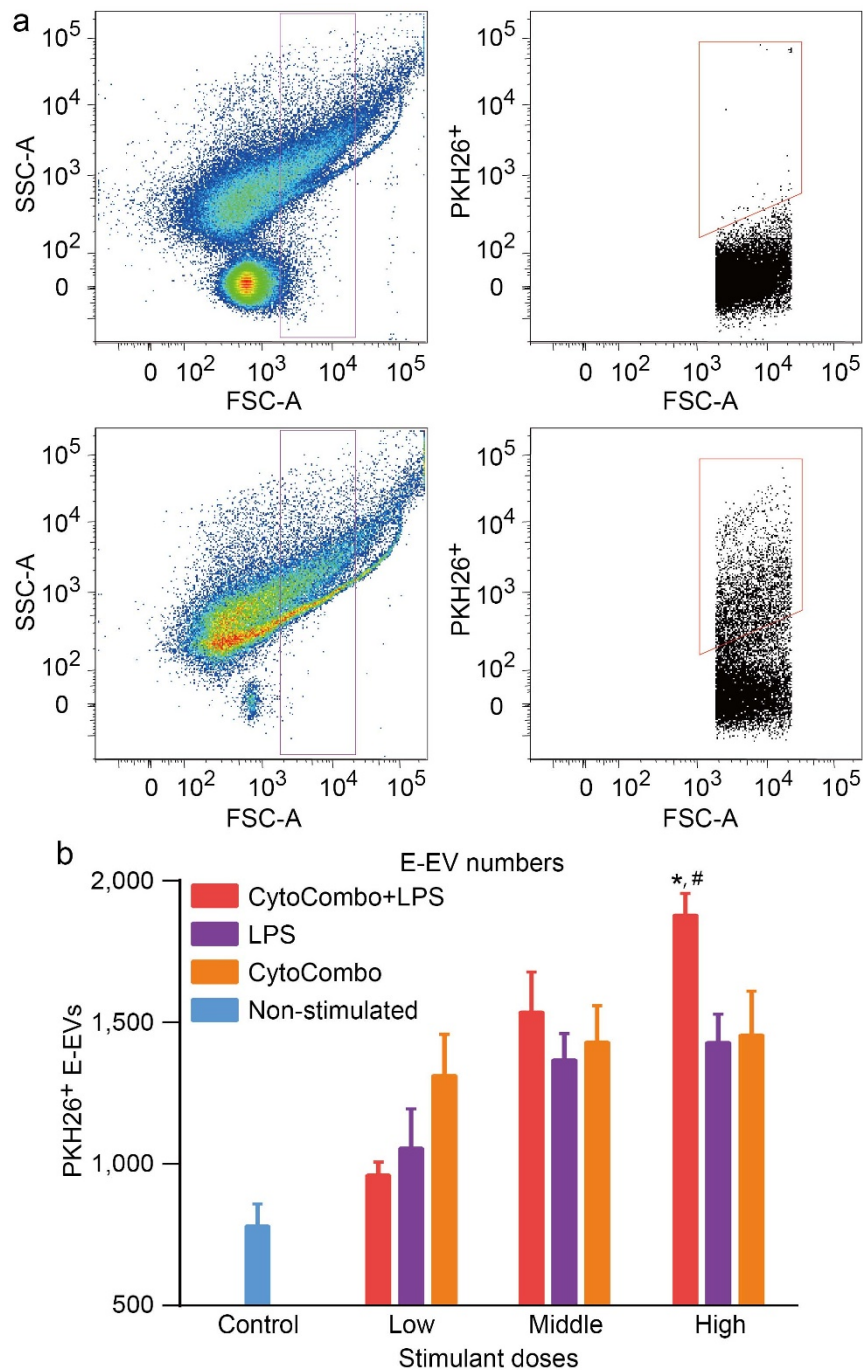 a
10⁵
10⁴
10³
10²
0
SSC-A
0 10² 10³ 10⁴ 10⁵
FSC-A
10⁵
10⁴
10³
10²
0
PKH26⁺
0 10² 10³ 10⁴ 10⁵
FSC-A
10⁵
10⁴
10³
10²
0
SSC-A
0 10² 10³ 10⁴ 10⁵
FSC-A
10⁵
10⁴
10³
10²
0
PKH26⁺
0 10² 10³ 10⁴ 10⁵
FSC-A
b
E-EV numbers
2,000
1,500
1,000
500
PKH26⁺ E-EVs
CytoCombo+LPS
LPS
CytoCombo
Non-stimulated
*, #
Control Low Middle High
Stimulant doses